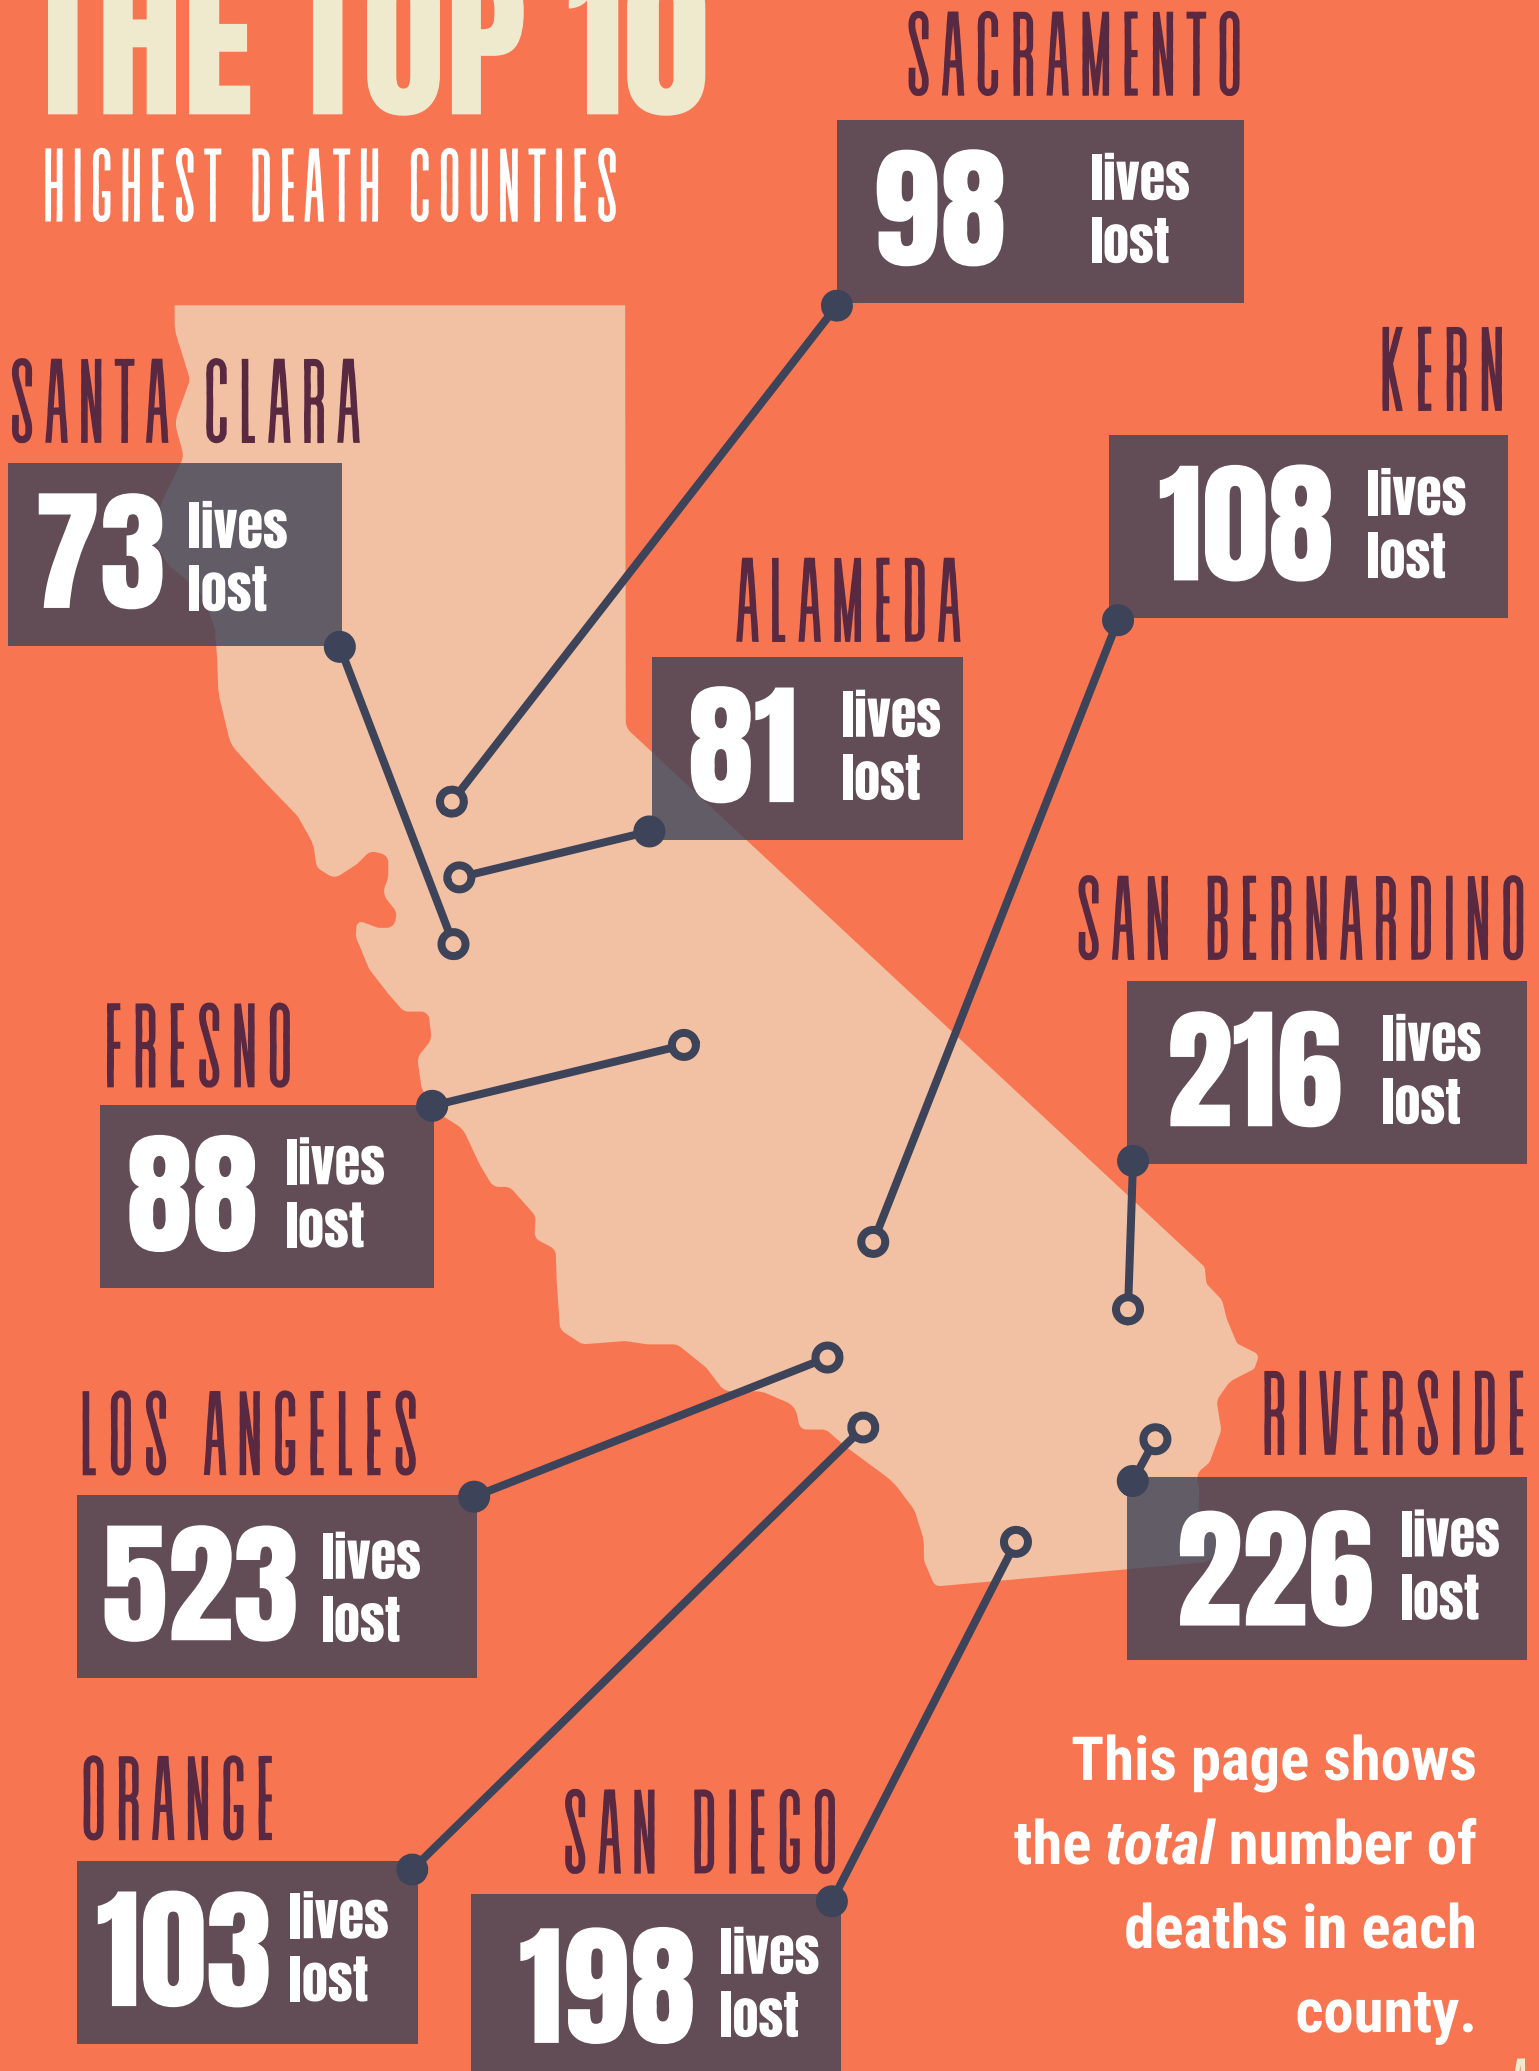 THE TOP 10
HIGHEST DEATH COUNTIES
SACRAMENTO
98 lives
lost
KERN
108 lives
lost
SANTA CLARA
73 lives
lost
ALAMEDA
81 lives
lost
SAN BERNARDINO
216 lives
lost
FRESNO
88 lives
lost
RIVERSIDE
226 lives
lost
LOS ANGELES
523 lives
lost
ORANGE
103 lives
lost
SAN DIEGO
198 lives
lost
This page shows
the total number of
deaths in each
county.